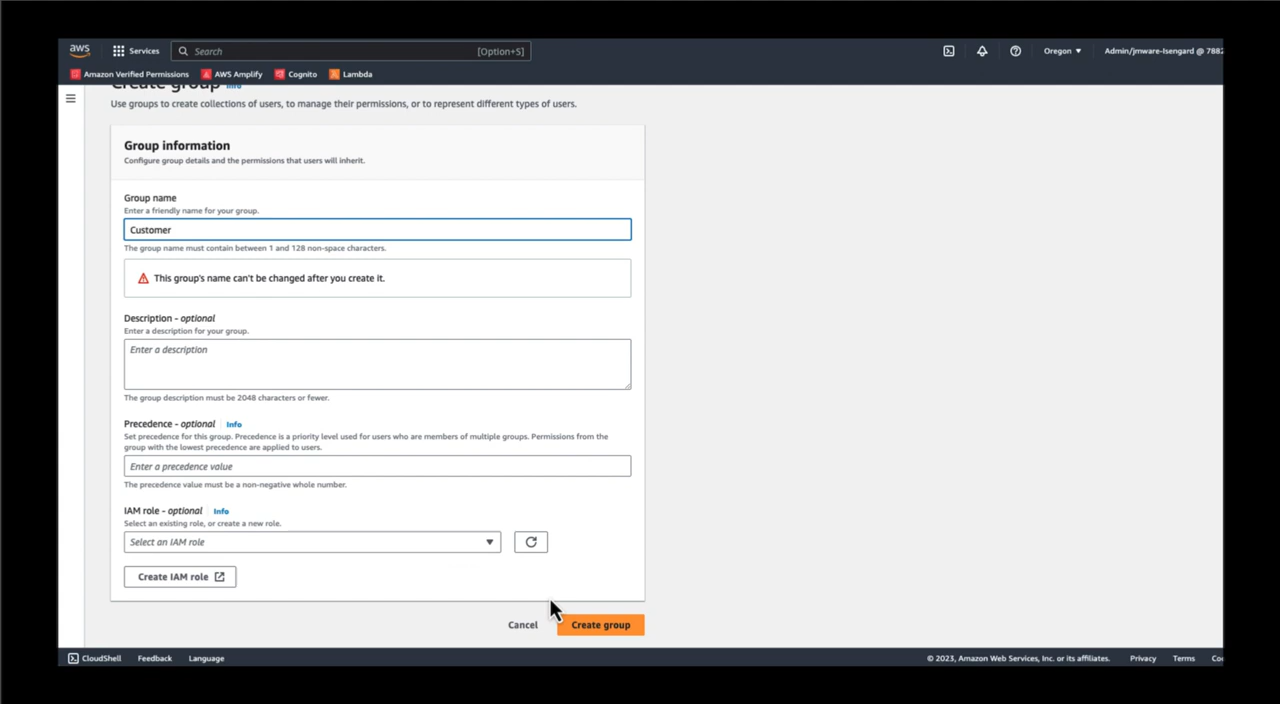 aws
Services
Search
[Option+S]
Oregon
Admin/jmware-Isengard @ 7882
Amazon Verified Permissions
AWS Amplify
Cognito
Lambda
Create group Info
Use groups to create collections of users, to manage their permissions, or to represent different types of users.
Group information
Configure group details and the permissions that users will inherit.
Group name
Enter a friendly name for your group.
Customer
The group name must contain between 1 and 128 non-space characters.
This group's name can't be changed after you create it.
Description - optional
Enter a description for your group.
Enter a description
The group description must be 2048 characters or fewer.
Precedence - optional Info
Set precedence for this group. Precedence is a priority level used for users who are members of multiple groups. Permissions from the
group with the lowest precedence are applied to users.
Enter a precedence value
The precedence value must be a non-negative whole number.
IAM role - optional Info
Select an existing role, or create a new role.
Select an IAM role
Create IAM role
Cancel
Create group
CloudShell
Feedback
Language
© 2023, Amazon Web Services, Inc. or its affiliates.
Privacy
Terms
Coo